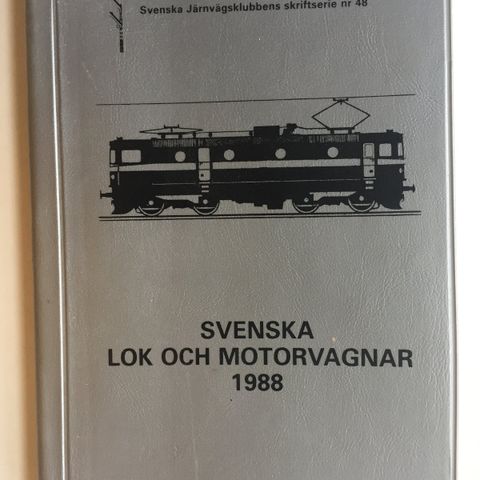 Svenska Järnvägsklubbens skriftserie nr 48
SVENSKA
LOK OCH MOTORVAGNAR
1988